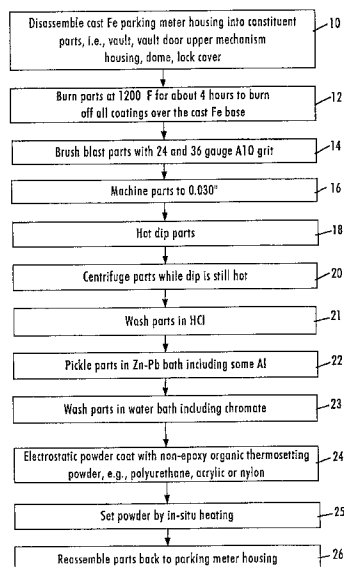 Disassemble cast Fe parking meter housing into constituent
parts, i.e., vault, vault door upper mechanism
housing, dome, lock cover
10
Burn parts at 1200 F for about 4 hours to burn
off all coatings over the cast Fe base
12
Brush blast parts with 24 and 36 gauge A10 grit
14
Machine parts to 0.030"
16
Hot dip parts
18
Centrifuge parts while dip is still hot
20
Wash parts in HCl
21
Pickle parts in Zn-Pb bath including some Al
22
Wash parts in water bath including chromate
23
Electrostatic powder coat with non-epoxy organic thermosetting
powder, e.g., polyurethane, acrylic or nylon
24
Set powder by in-situ heating
25
Reassemble parts back to parking meter housing
26